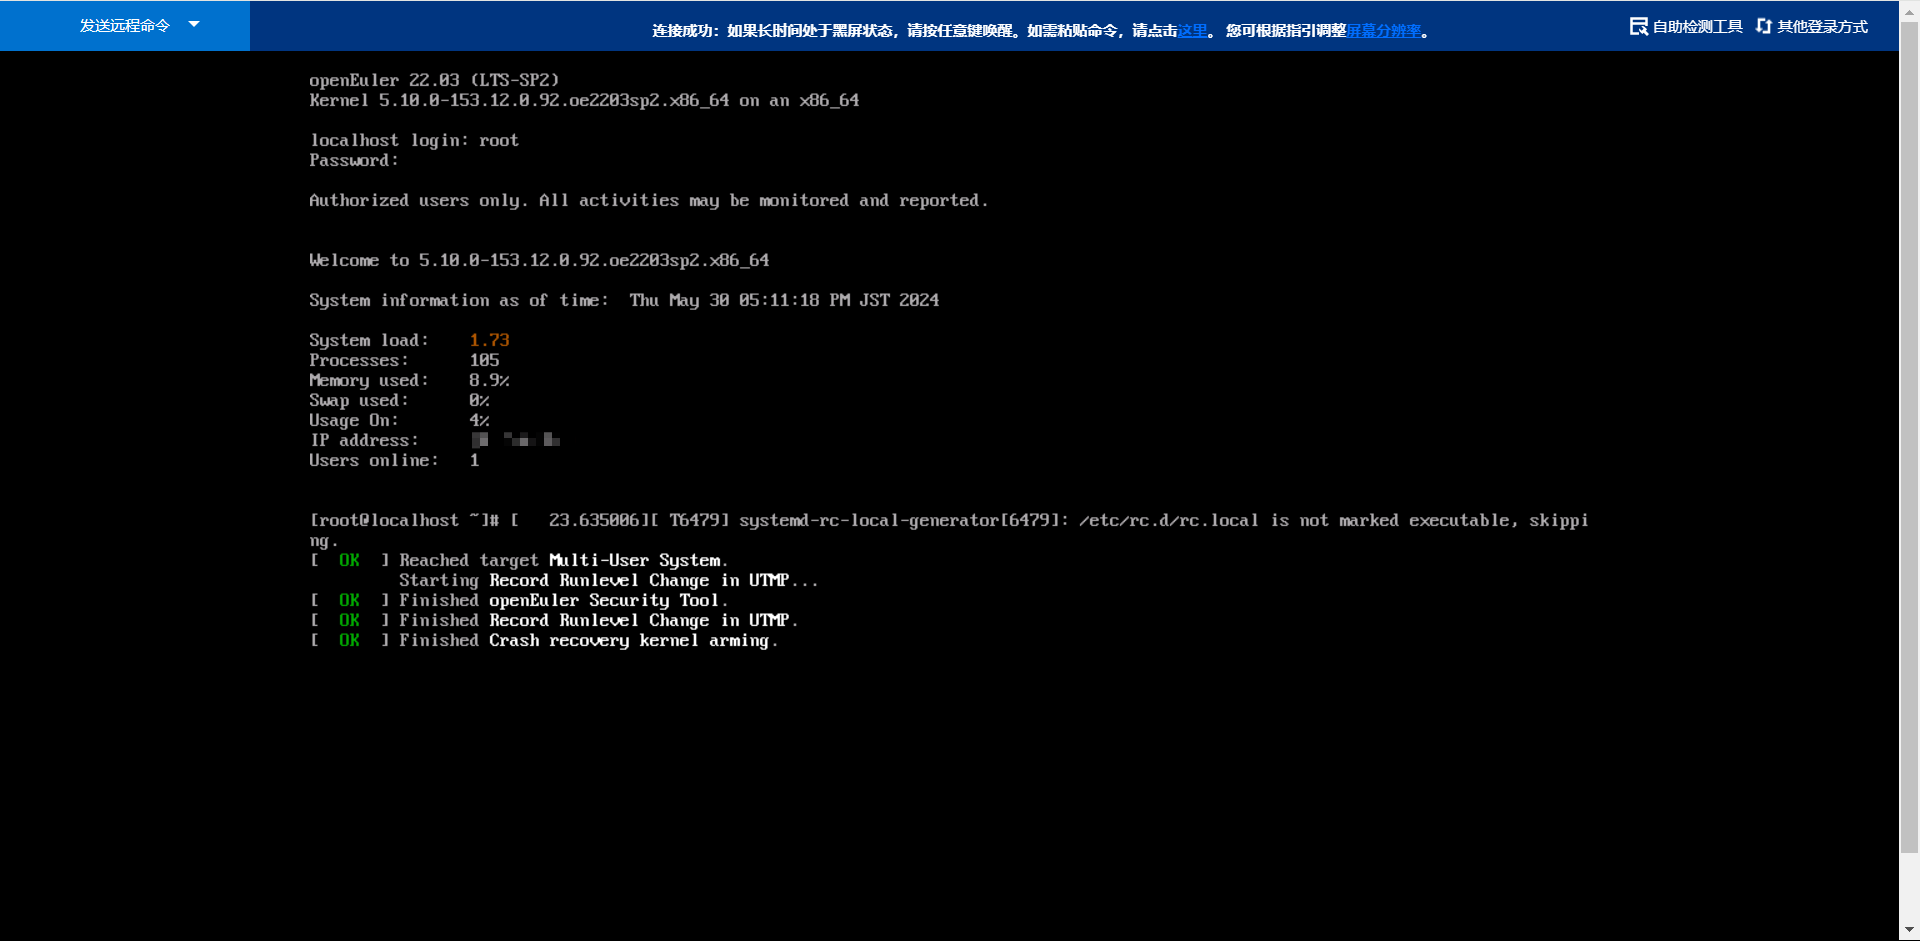 发送远程命令
连接成功：如果长时间处于黑屏状态，请按任意键唤醒。如需粘贴命令，请点击这里。 您可根据指引调整屏幕分辨率。
自助检测工具 其他登录方式
openEuler 22.03 (LTS-SP2)
Kernel 5.10.0-153.12.0.92.oe2203sp2.x86_64 on an x86_64
localhost login: root
Password:
Authorized users only. All activities may be monitored and reported.
Welcome to 5.10.0-153.12.0.92.oe2203sp2.x86_64
System information as of time:  Thu May 30 05:11:18 PM JST 2024
System load:    1.73
Processes:      105
Memory used:    8.9%
Swap used:      0%
Usage On:       4%
IP address:
Users online:   1
[root@localhost ~]# [   23.635006][ T6479] systemd-rc-local-generator[6479]: /etc/rc.d/rc.local is not marked executable, skippi
ng.
[  OK  ] Reached target Multi-User System.
         Starting Record Runlevel Change in UTMP...
[  OK  ] Finished openEuler Security Tool.
[  OK  ] Finished Record Runlevel Change in UTMP.
[  OK  ] Finished Crash recovery kernel arming.